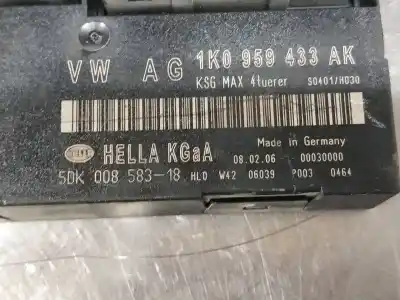 VW AG 1K0 959 433 AK
KSG MAX 4tuerer S0401/H030
Made in Germany
HELLA KGaA 08.02.06 00030000
5DK 008 583-18 HLO W42 06039 P003 0464